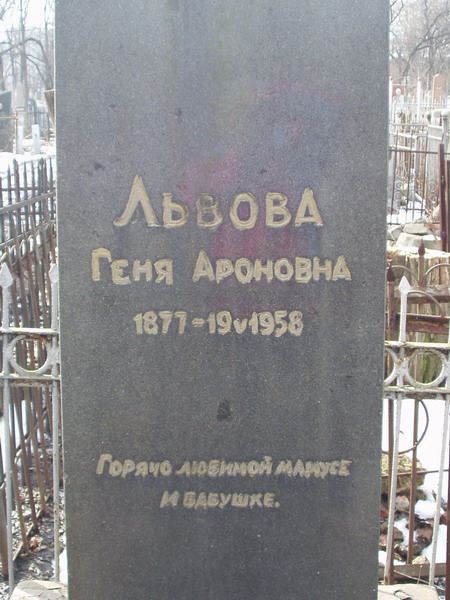 Львова
Геня Ароновна
1877=19V1958
Горячо любимой мамусе
и бабушке.